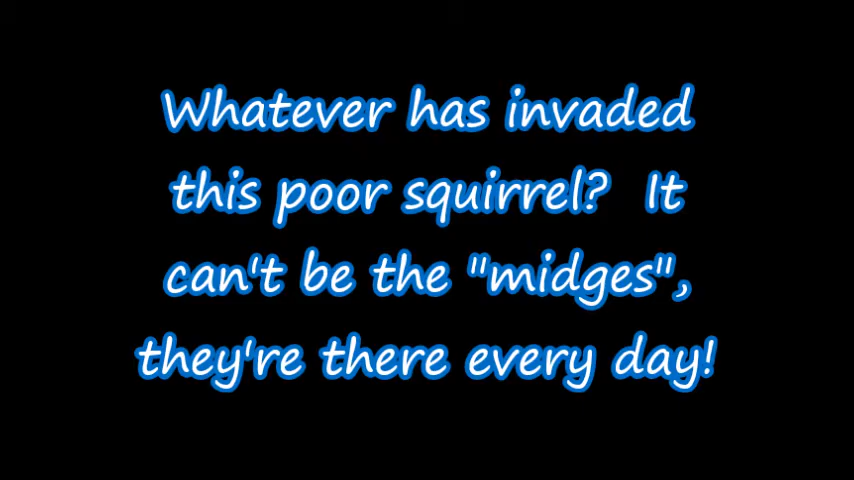 Whatever has invaded
this poor squirrel?  It
can't be the "midges",
they're there every day!